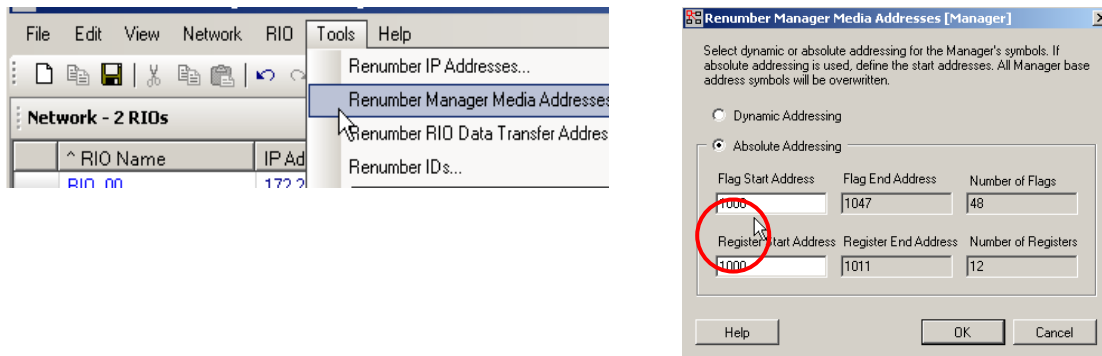 File Edit View Network RIO Tools Help
Renumber IP Addresses...
Renumber Manager Media Addresses
Network - 2 RIOs
Renumber RIO Data Transfer Addres
^ RIO Name IP Ad
Renumber IDs...
RIO_00 172.2
Renumber Manager Media Addresses [Manager]
Select dynamic or absolute addressing for the Manager's symbols. If
absolute addressing is used, define the start addresses. All Manager base
address symbols will be overwritten.
Dynamic Addressing
Absolute Addressing
Flag Start Address Flag End Address Number of Flags
1000 1047 48
Register Start Address Register End Address Number of Registers
1000 1011 12
Help OK Cancel